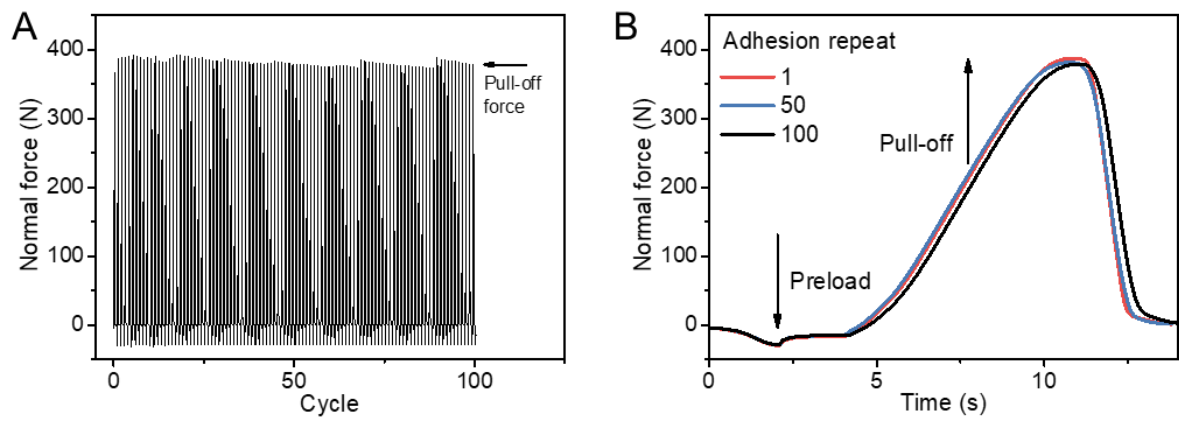 A
400
300
200
100
0
Normal force (N)
Pull-off
force
0
50
100
Cycle
B
400
300
200
100
0
Normal force (N)
Adhesion repeat
1
50
100
Pull-off
Preload
0
5
10
Time (s)